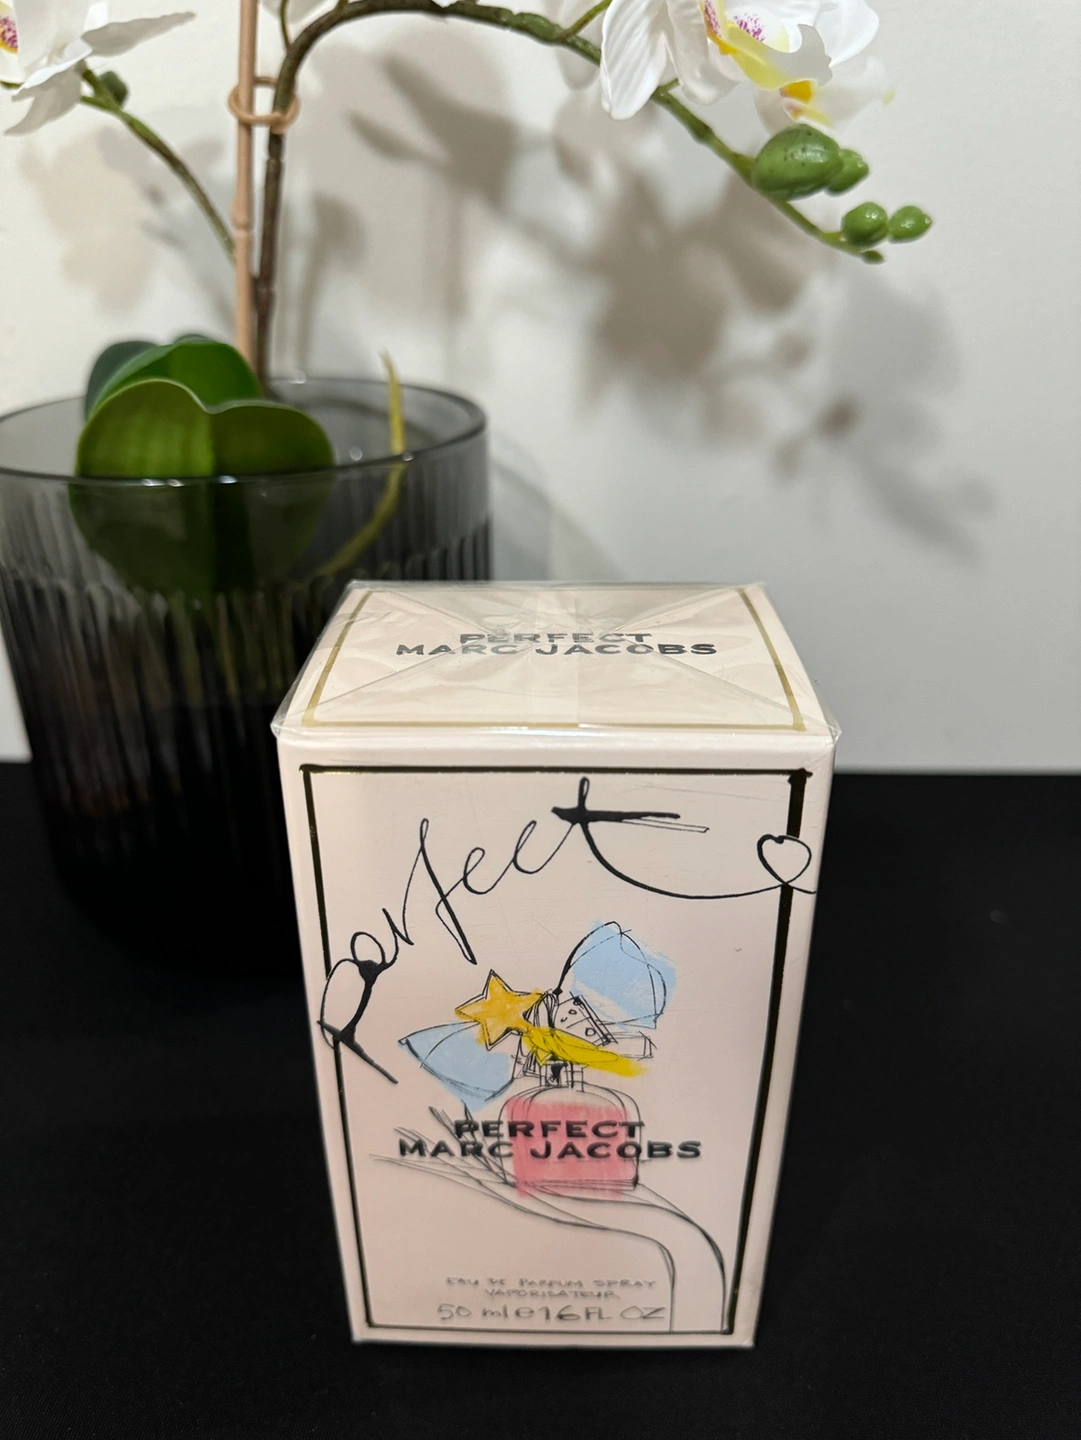 PERFECT
MARC JACOBS
perfect
PERFECT
MARC JACOBS
EAU DE PARFUM SPRAY
VAPORISATEUR
50 ml e 1.6 FL OZ